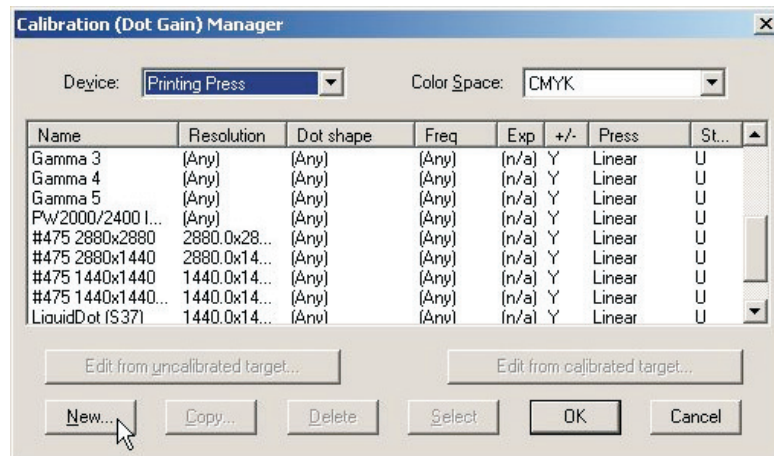 Calibration (Dot Gain) Manager
Device: Printing Press Color Space: CMYK
Name Resolution Dot shape Freq Exp +/- Press St...
Gamma 3 (Any) (Any) (Any) (n/a) Y Linear U
Gamma 4 (Any) (Any) (Any) (n/a) Y Linear U
Gamma 5 (Any) (Any) (Any) (n/a) Y Linear U
PW2000/2400 I... (Any) (Any) (Any) (n/a) Y Linear U
#475 2880x2880 2880.0x28... (Any) (Any) (n/a) Y Linear U
#475 2880x1440 2880.0x14... (Any) (Any) (n/a) Y Linear U
#475 1440x1440 1440.0x14... (Any) (Any) (n/a) Y Linear U
#475 1440x1440... 1440.0x14... (Any) (Any) (n/a) Y Linear U
LiquidDot (S37) 1440.0x14... (Any) (Any) (n/a) Y Linear U
Edit from uncalibrated target... Edit from calibrated target...
New... Copy... Delete Select OK Cancel